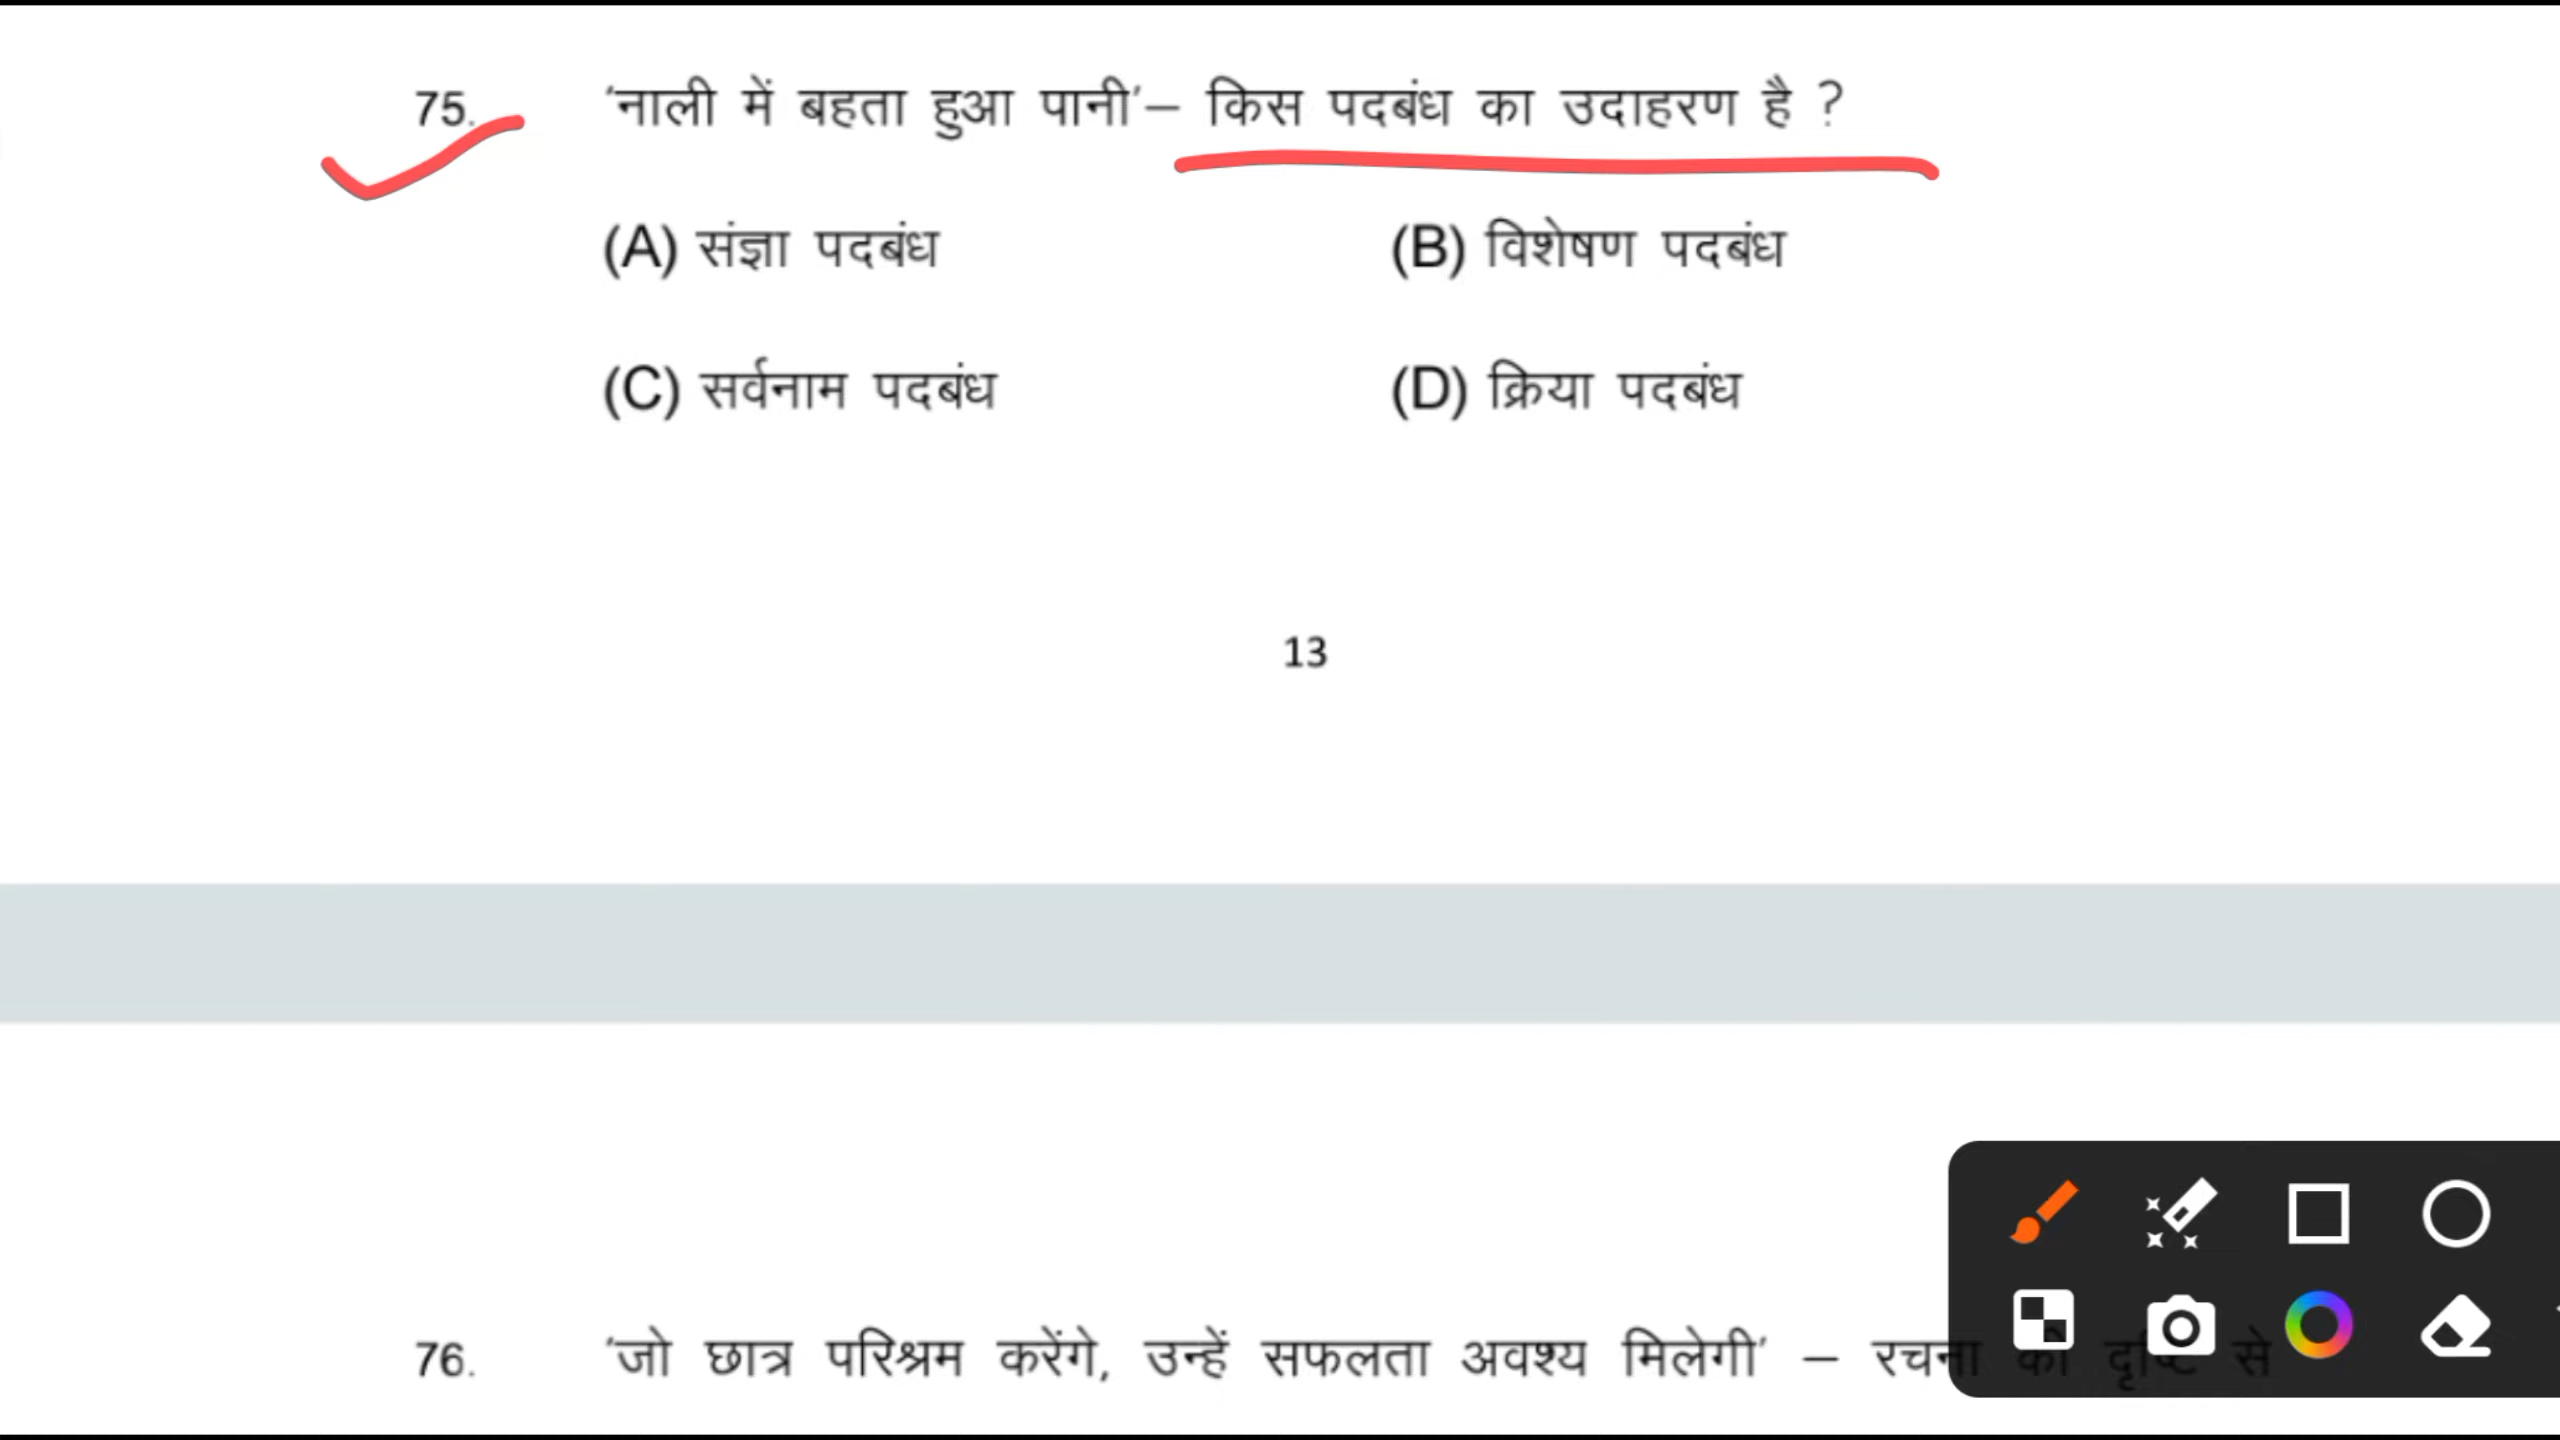 75. 'नाली में बहता हुआ पानी'– किस पदबंध का उदाहरण है ?
(A) संज्ञा पदबंध (B) विशेषण पदबंध
(C) सर्वनाम पदबंध (D) क्रिया पदबंध
13
76. 'जो छात्र परिश्रम करेंगे, उन्हें सफलता अवश्य मिलेगी' – रचना की दृष्टि से